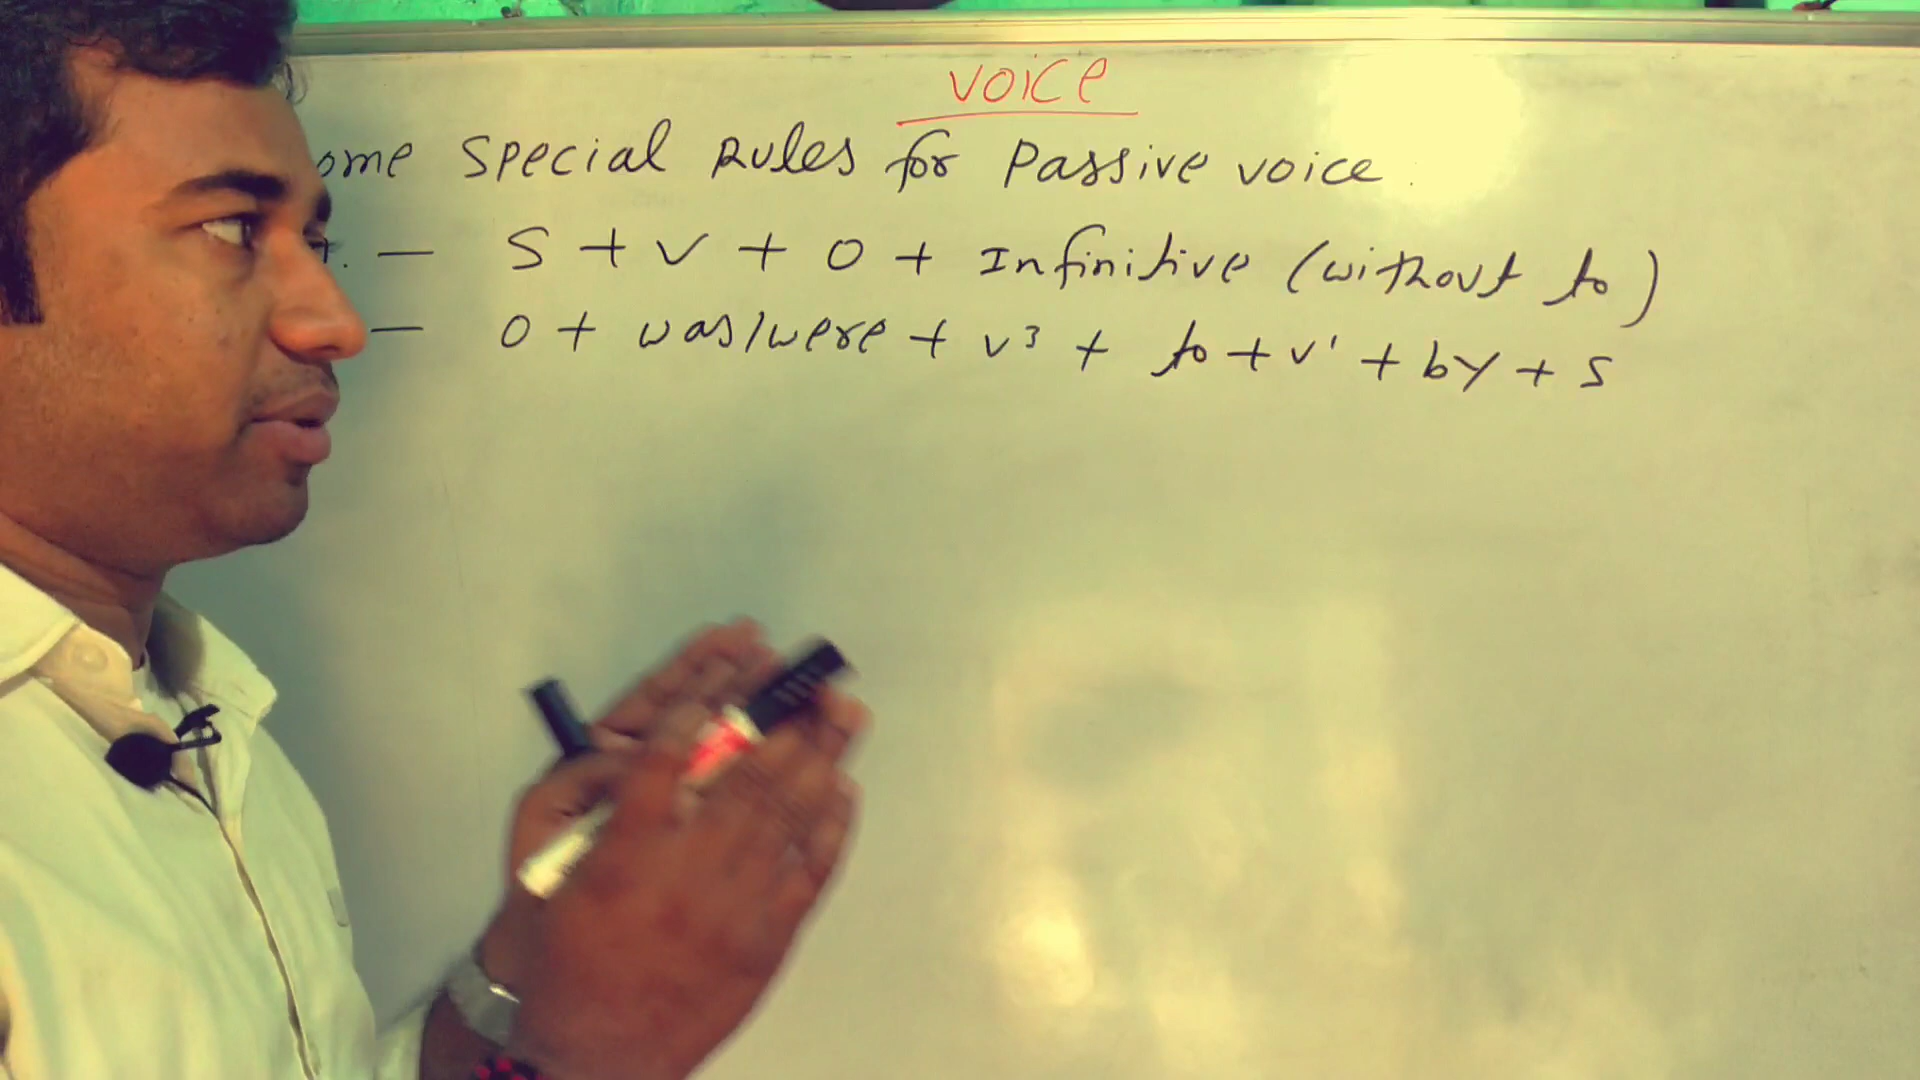 voice
ome special Rules for passive voice.
— S + v + o + Infinitive (without to)
— o + was/were + v³ + to + v¹ + by + s